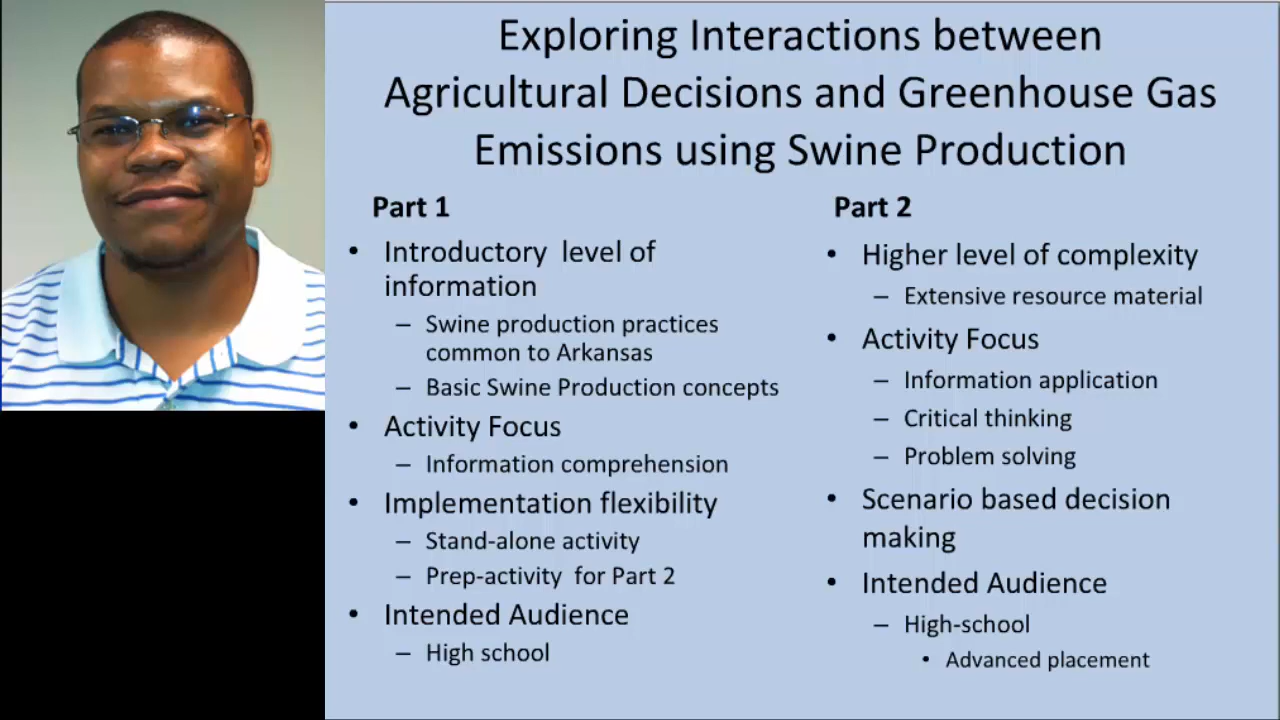 Exploring Interactions between
Agricultural Decisions and Greenhouse Gas
Emissions using Swine Production
Part 1
• Introductory level of
information
– Swine production practices
common to Arkansas
– Basic Swine Production concepts
• Activity Focus
– Information comprehension
• Implementation flexibility
– Stand-alone activity
– Prep-activity for Part 2
• Intended Audience
– High school
Part 2
• Higher level of complexity
– Extensive resource material
• Activity Focus
– Information application
– Critical thinking
– Problem solving
• Scenario based decision
making
• Intended Audience
– High-school
• Advanced placement